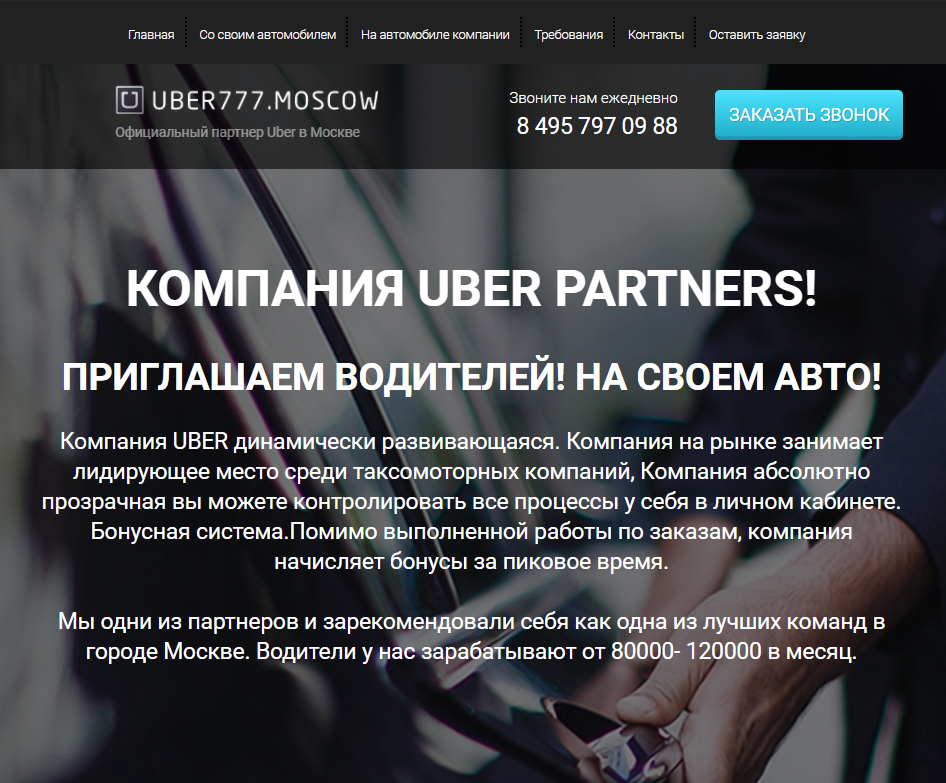 Главная
Со своим автомобилем
На автомобиле компании
Требования
Контакты
Оставить заявку
UBER777.MOSCOW
Официальный партнер Uber в Москве
Звоните нам ежедневно
8 495 797 09 88
ЗАКАЗАТЬ ЗВОНОК
КОМПАНИЯ UBER PARTNERS!
ПРИГЛАШАЕМ ВОДИТЕЛЕЙ! НА СВОЕМ АВТО!
Компания UBER динамически развивающаяся. Компания на рынке занимает
лидирующее место среди таксомоторных компаний, Компания абсолютно
прозрачная вы можете контролировать все процессы у себя в личном кабинете.
Бонусная система.Помимо выполненной работы по заказам, компания
начисляет бонусы за пиковое время.
Мы одни из партнеров и зарекомендовали себя как одна из лучших команд в
городе Москве. Водители у нас зарабатывают от 80000- 120000 в месяц.